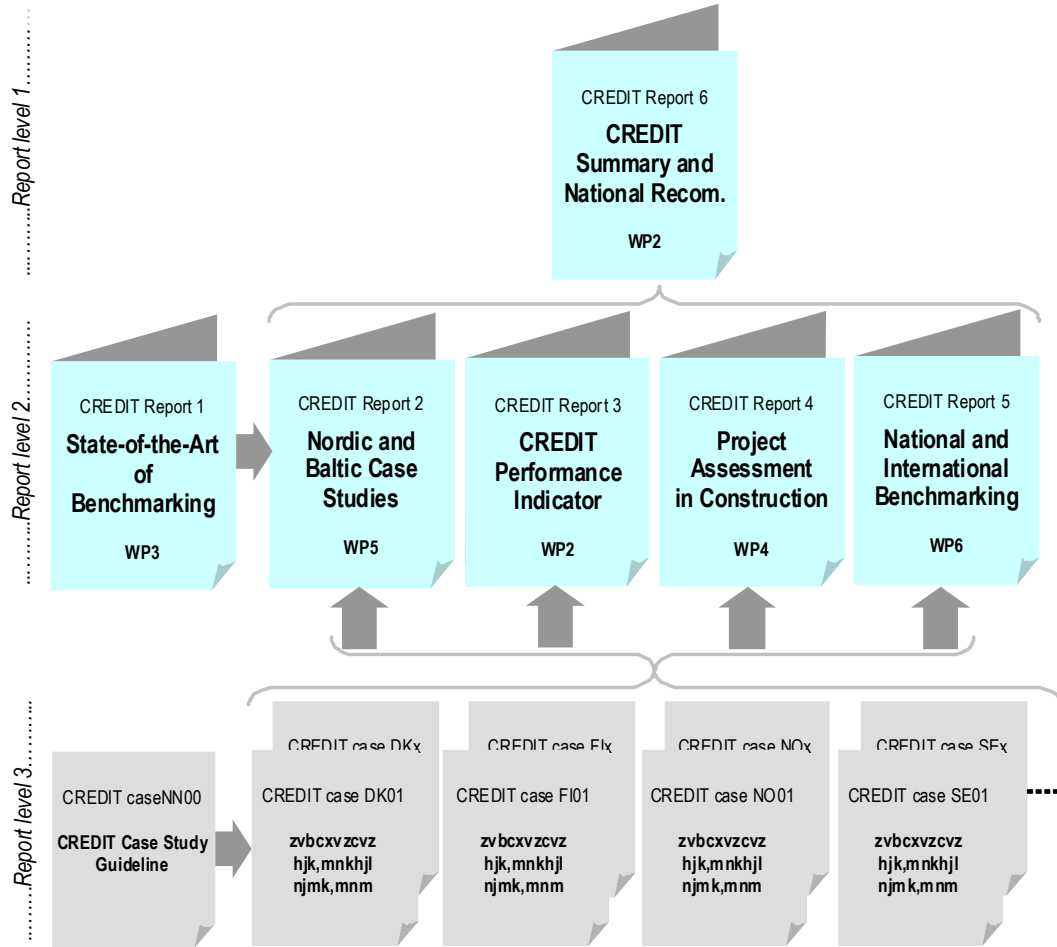 ...........Report level 1...........
CREDIT Report 6
CREDIT
Summary and
National Recom.
WP2
...........Report level 2...........
CREDIT Report 1
State-of-the-Art
of
Benchmarking
WP3
CREDIT Report 2
Nordic and
Baltic Case
Studies
WP5
CREDIT Report 3
CREDIT
Performance
Indicator
WP2
CREDIT Report 4
Project
Assessment
in Construction
WP4
CREDIT Report 5
National and
International
Benchmarking
WP6
.........Report level 3.........
CREDIT caseNN00
CREDIT Case Study
Guideline
CREDIT case DKx
CREDIT case DK01
zvbcxvzcvz
hjk,mnkhjl
njmk,mnm
CREDIT case FIx
CREDIT case FI01
zvbcxvzcvz
hjk,mnkhjl
njmk,mnm
CREDIT case NOx
CREDIT case NO01
zvbcxvzcvz
hjk,mnkhjl
njmk,mnm
CREDIT case SEx
CREDIT case SE01
zvbcxvzcvz
hjk,mnkhjl
njmk,mnm